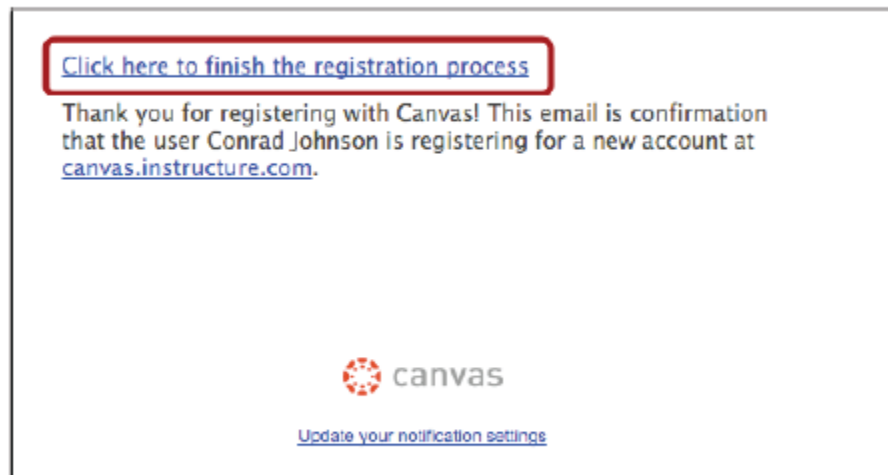 Click here to finish the registration process
Thank you for registering with Canvas! This email is confirmation
that the user Conrad Johnson is registering for a new account at
canvas.instructure.com.
canvas
Update your notification settings